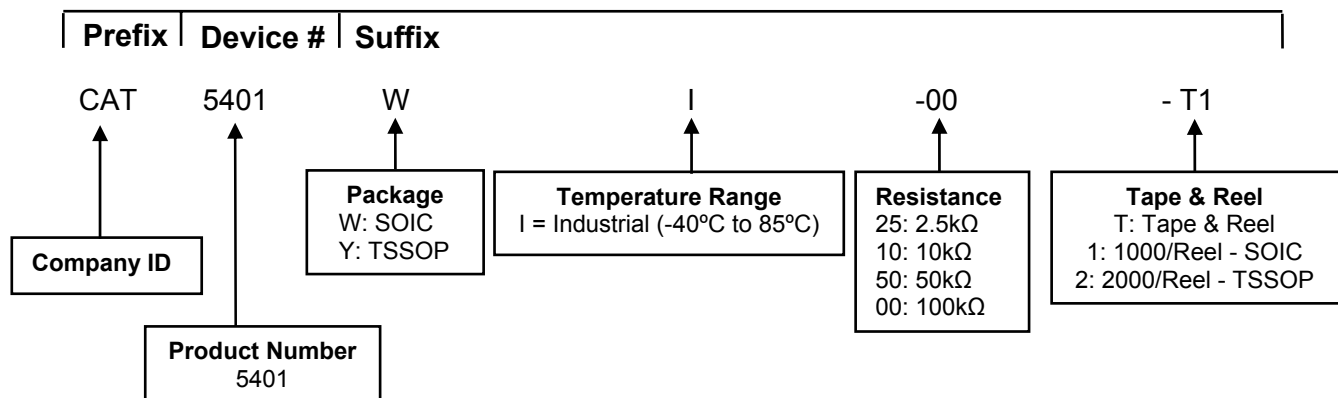 Prefix Device # Suffix
CAT 5401 W I -00 - T1
Package
W: SOIC
Y: TSSOP
Temperature Range
I = Industrial (-40ºC to 85ºC)
Resistance
25: 2.5kΩ
10: 10kΩ
50: 50kΩ
00: 100kΩ
Tape & Reel
T: Tape & Reel
1: 1000/Reel - SOIC
2: 2000/Reel - TSSOP
Company ID
Product Number
5401